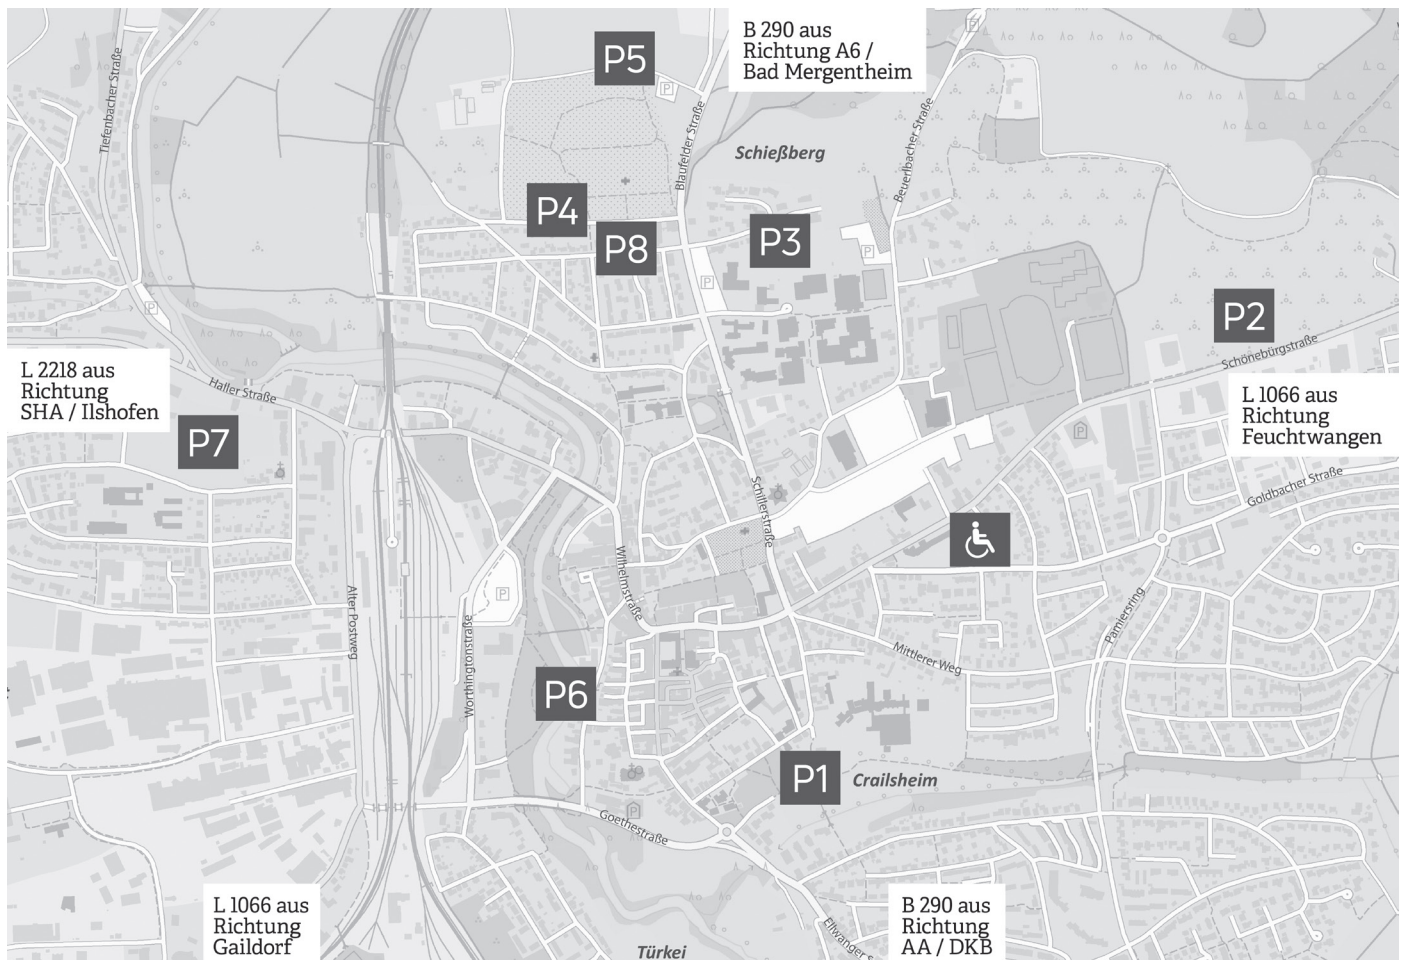 B 290 aus
Richtung A6 /
Bad Mergentheim
P
P5
Tiefenbacher Straße
P
Blaufelder Straße
Beuerlbacher Straße
Schießberg
P4
P8
P3
P
P
P
P2
Schönebürgstraße
L 2218 aus
Richtung
SHA / Ilshofen
Haller Straße
L 1066 aus
Richtung
Feuchtwangen
P7
P
Goldbacher Straße
Schillerstraße
Wilhelmstraße
Alter Postweg
P
Worthingtonstraße
Pamiersring
Mittlerer Weg
P6
P1
Crailsheim
P
Goethestraße
L 1066 aus
Richtung
Gaildorf
B 290 aus
Richtung
AA / DKB
Ellwanger S
Türkei